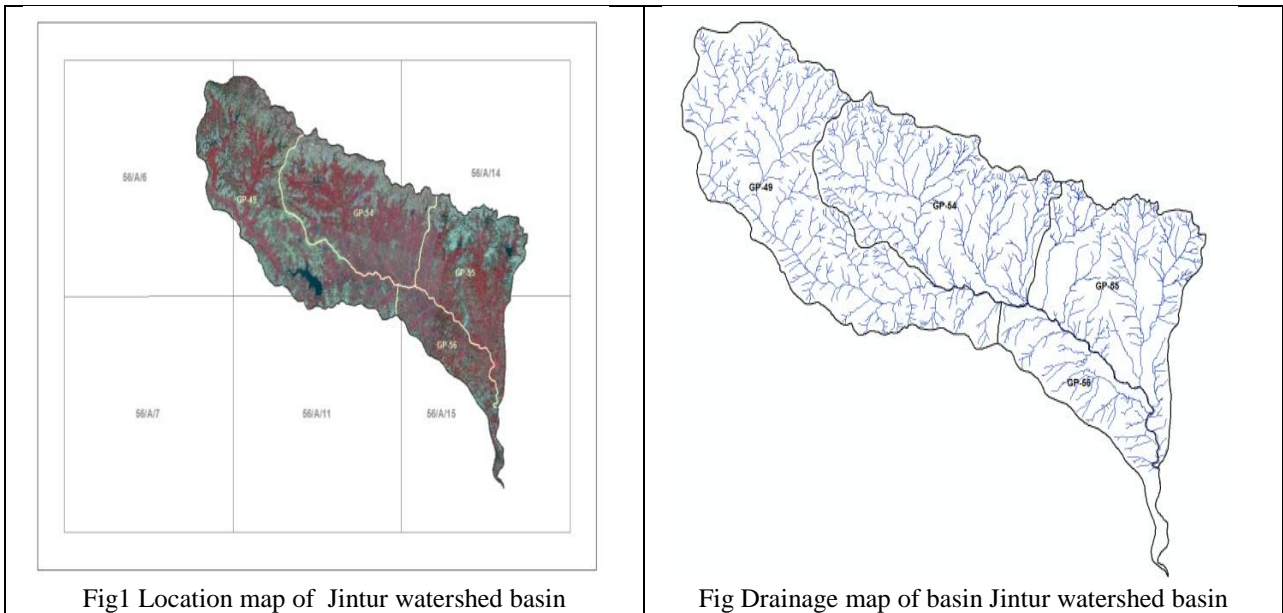 56/A/6
56/A/14
GP-49
GP-54
GP-55
GP-56
56/A/7
56/A/11
56/A/15
Fig1 Location map of Jintur watershed basin
GP-49
GP-54
GP-55
GP-56
Fig Drainage map of basin Jintur watershed basin